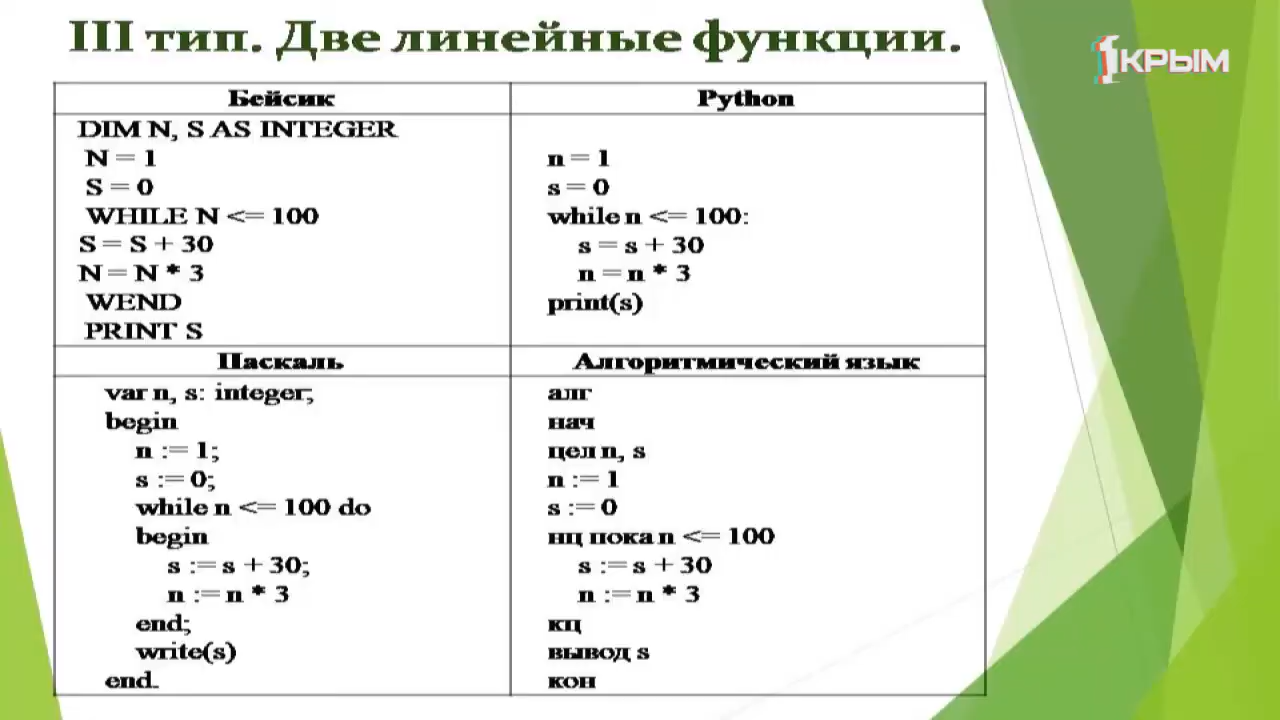 III тип. Две линейные функции.
1КРЫМ
Бейсик
DIM N, S AS INTEGER
N = 1
S = 0
WHILE N <= 100
S = S + 30
N = N * 3
WEND
PRINT S
Python
n = 1
s = 0
while n <= 100:
s = s + 30
n = n * 3
print(s)
Паскаль
var n, s: integer;
begin
n := 1;
s := 0;
while n <= 100 do
begin
s := s + 30;
n := n * 3
end;
write(s)
end.
Алгоритмический язык
алг
нач
цел n, s
n := 1
s := 0
нц пока n <= 100
s := s + 30
n := n * 3
кц
вывод s
кон